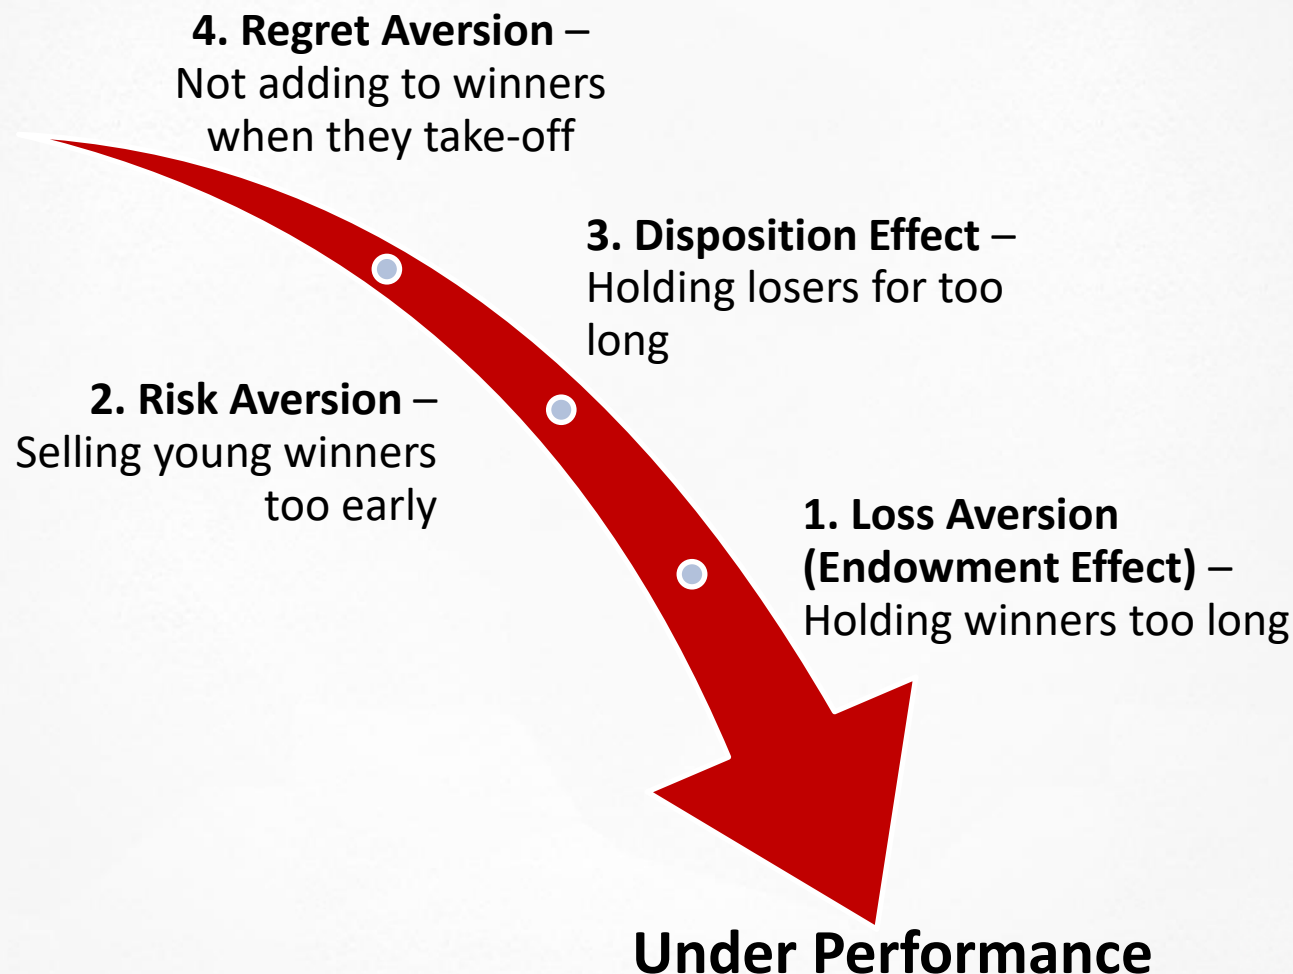 4. Regret Aversion –
Not adding to winners
when they take-off
3. Disposition Effect –
Holding losers for too
long
2. Risk Aversion –
Selling young winners
too early
1. Loss Aversion
(Endowment Effect) –
Holding winners too long
Under Performance